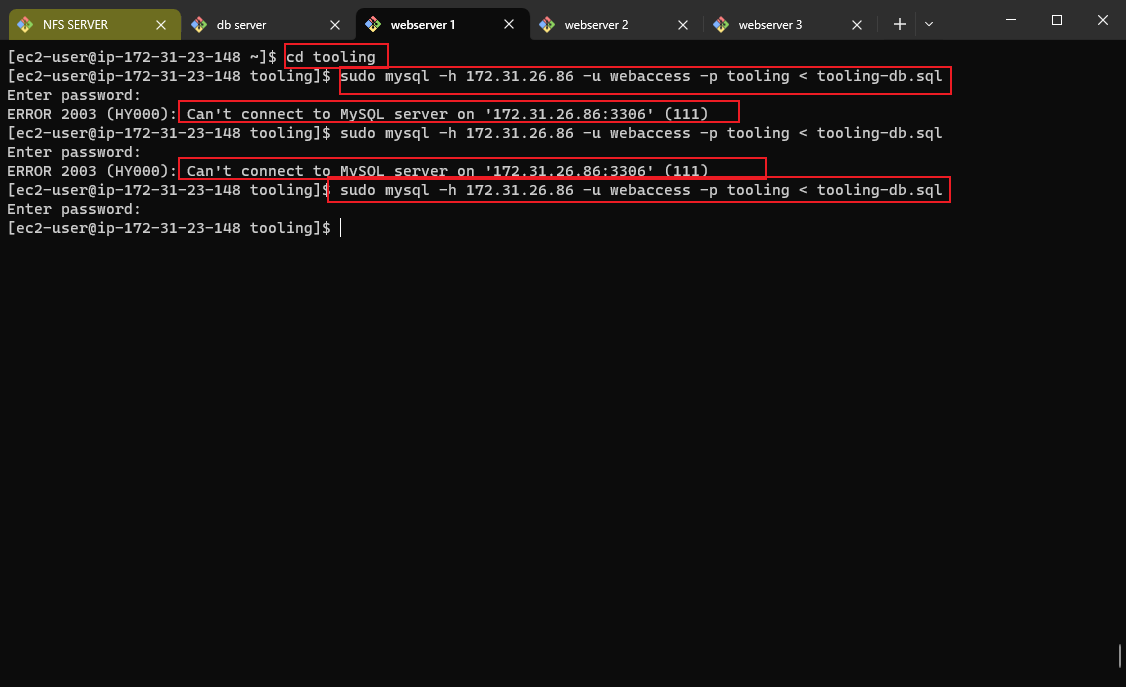 NFS SERVER
db server
webserver 1
webserver 2
webserver 3
[ec2-user@ip-172-31-23-148 ~]$ cd tooling
[ec2-user@ip-172-31-23-148 tooling]$ sudo mysql -h 172.31.26.86 -u webaccess -p tooling < tooling-db.sql
Enter password:
ERROR 2003 (HY000): Can't connect to MySQL server on '172.31.26.86:3306' (111)
[ec2-user@ip-172-31-23-148 tooling]$ sudo mysql -h 172.31.26.86 -u webaccess -p tooling < tooling-db.sql
Enter password:
ERROR 2003 (HY000): Can't connect to MySQL server on '172.31.26.86:3306' (111)
[ec2-user@ip-172-31-23-148 tooling]$ sudo mysql -h 172.31.26.86 -u webaccess -p tooling < tooling-db.sql
Enter password:
[ec2-user@ip-172-31-23-148 tooling]$